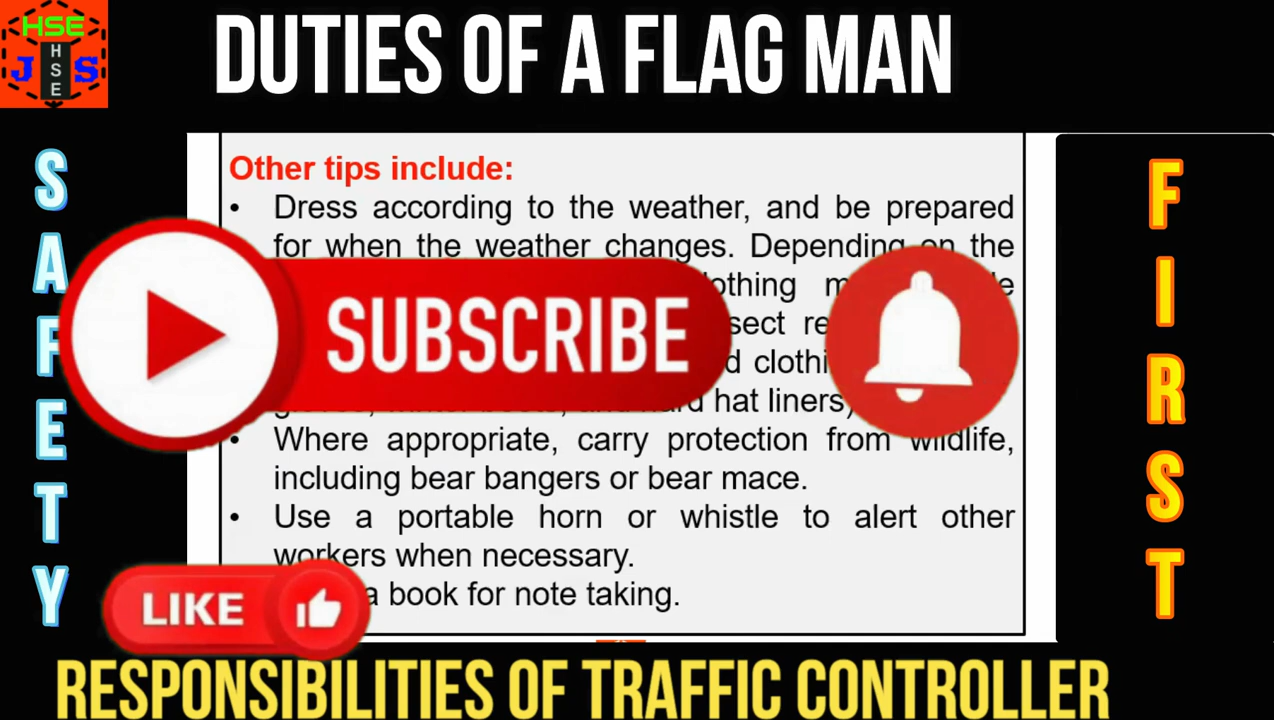 HSE
H
S
E
J S
DUTIES OF A FLAG MAN
SAFETY
Other tips include:
• Dress according to the weather, and be prepared
for when the weather changes. Depending on the
SUBSCRIBE
hat liners)
• Where appropriate, carry protection from wildlife,
including bear bangers or bear mace.
• Use a portable horn or whistle to alert other
workers when necessary.
a book for note taking.
LIKE
FIRST
RESPONSIBILITIES OF TRAFFIC CONTROLLER